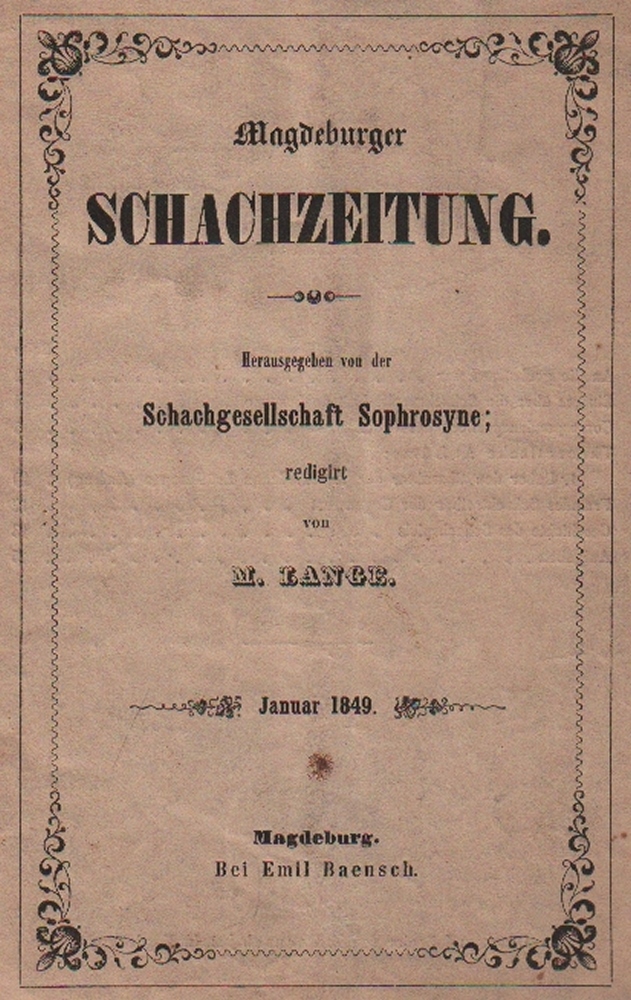 Magdeburger
SCHACHZEITUNG.
Herausgegeben von der
Schachgesellschaft Sophrosyne;
redigirt
von
M. LANGE.
Januar 1849.
Magdeburg.
Bei Emil Baensch.